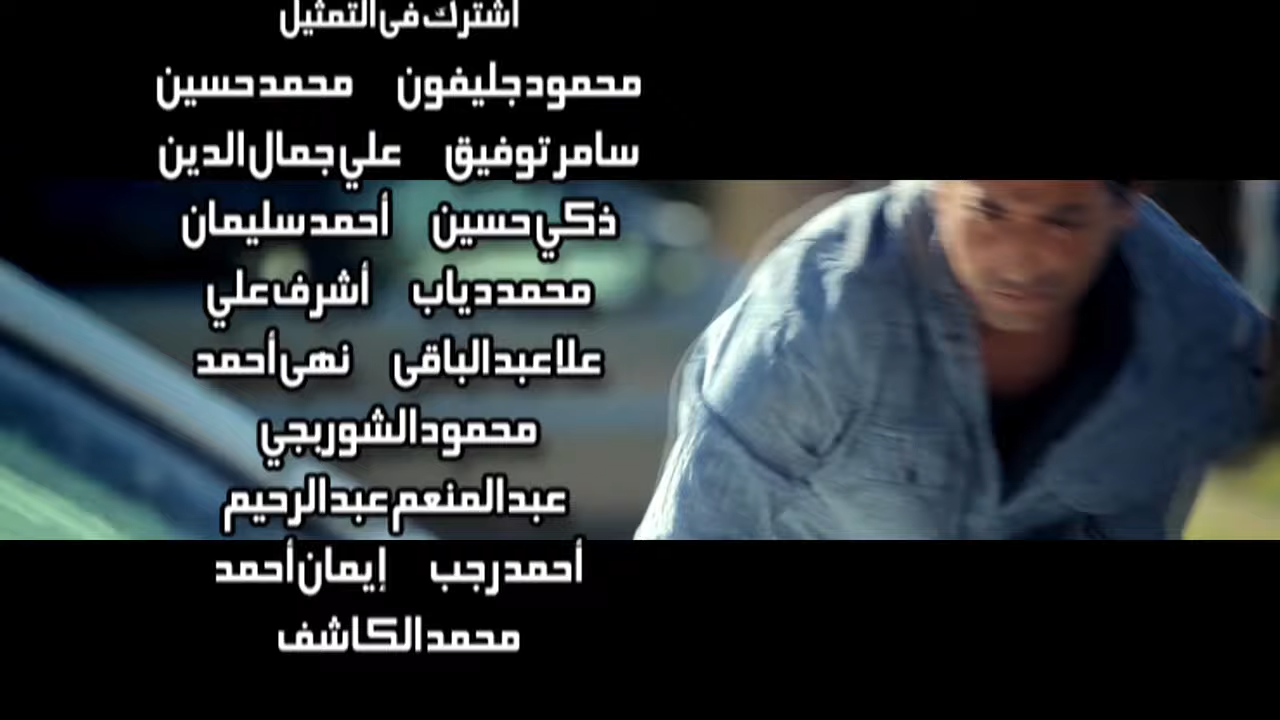 اشترك فى التمثيل
محمود جليفون    محمد حسين
سامر توفيق    علي جمال الدين
ذكي حسين    أحمد سليمان
محمد دياب    أشرف علي
علا عبد الباقى    نهى أحمد
محمود الشوربجي
عبد المنعم عبد الرحيم
أحمد رجب    إيمان أحمد
محمد الكاشف